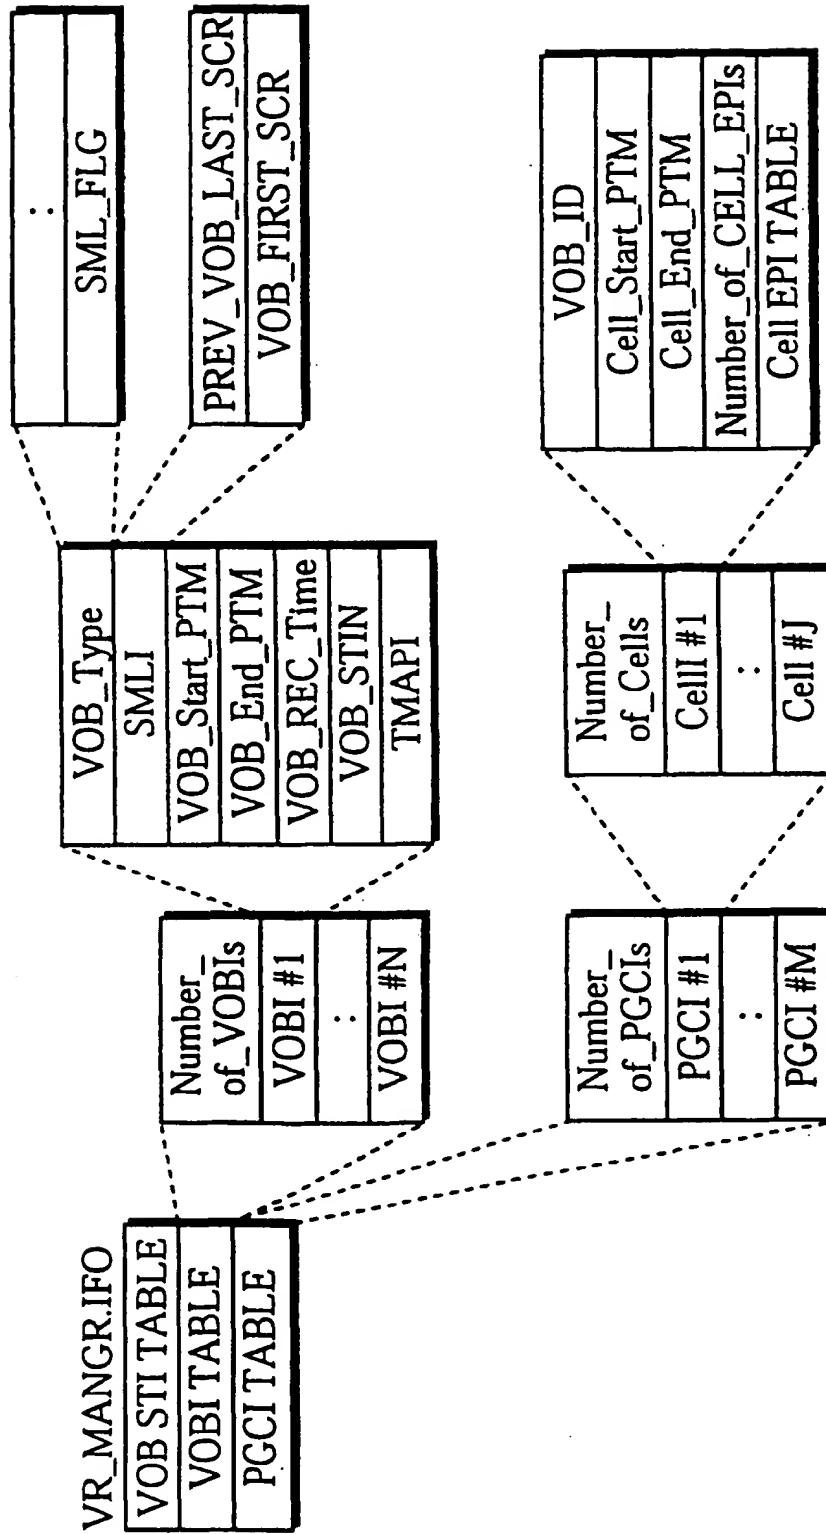 VR_MANGR.IFO
VOB STI TABLE
VOBI TABLE
PGCI TABLE
Number_
of_VOBIs
VOBI #1
:
VOBI #N
VOB_Type
SMLI
VOB_Start_PTM
VOB_End_PTM
VOB_REC_Time
VOB_STIN
TMAPI
:
SML_FLG
PREV_VOB_LAST_SCR
VOB_FIRST_SCR
Number_
of_PGCIs
PGCI #1
:
PGCI #M
Number_
of_Cells
CellI #1
:
Cell #J
VOB_ID
Cell_Start_PTM
Cell_End_PTM
Number_of_CELL_EPIs
Cell EPI TABLE